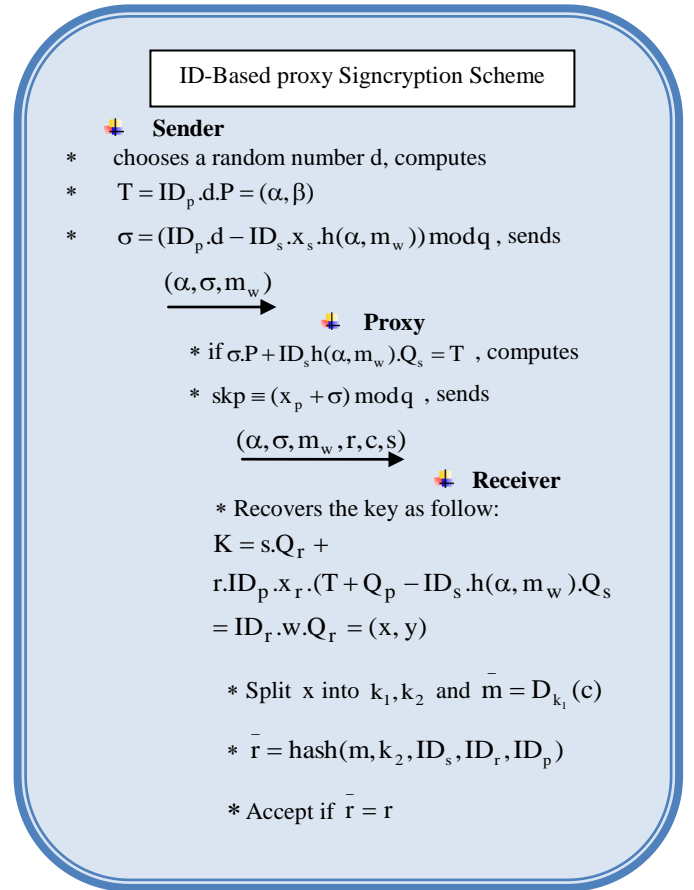 ID-Based proxy Signcryption Scheme
Sender
* chooses a random number d, computes
* T = ID_p.d.P = (α, β)
* σ = (ID_p.d − ID_s.x_s.h(α, m_w)) mod q, sends
(α, σ, m_w)
Proxy
* if σ.P + ID_s h(α, m_w).Q_s = T , computes
* skp ≡ (x_p + σ) mod q , sends
(α, σ, m_w, r, c, s)
Receiver
* Recovers the key as follow:
K = s.Q_r +
r.ID_p.x_r.(T + Q_p − ID_s.h(α, m_w).Q_s
= ID_r.w.Q_r = (x, y)
* Split x into k_1, k_2 and m̄ = D_{k_1}(c)
* r̄ = hash(m, k_2, ID_s, ID_r, ID_p)
* Accept if r̄ = r